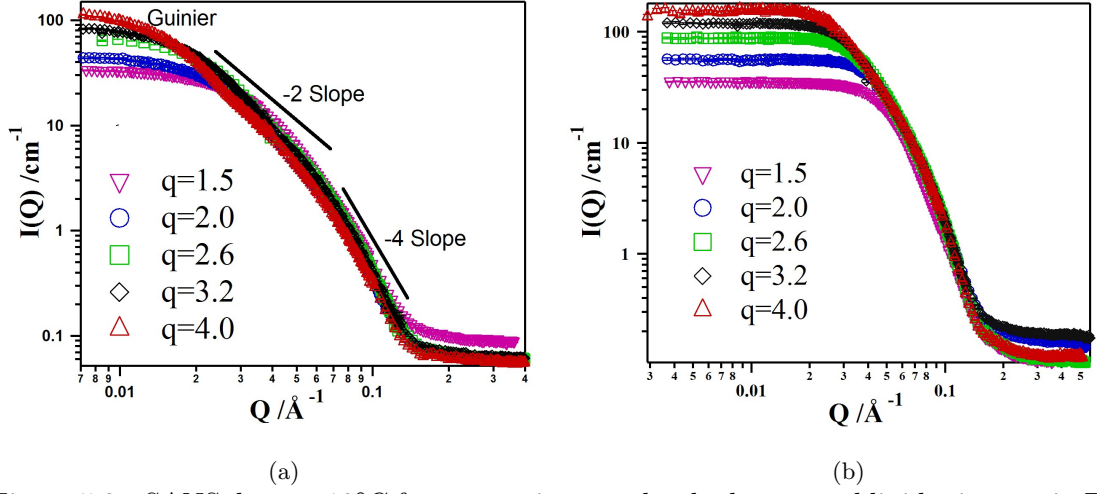 Guinier
-2 Slope
-4 Slope
I(Q) /cm-1
100
10
1
0.1
q=1.5
q=2.0
q=2.6
q=3.2
q=4.0
7 8 9 0.01 2 3 4 5 6 7 8 9 0.1 2 3 4
Q /Å-1
(a)
I(Q) /cm-1
100
10
1
q=1.5
q=2.0
q=2.6
q=3.2
q=4.0
3 4 5 6 7 8 0.01 2 3 4 5 6 7 8 0.1 2 3 4 5
Q /Å-1
(b)